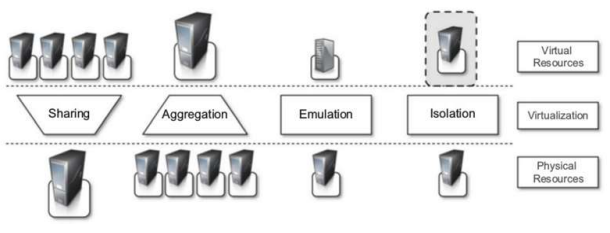 Virtual
Resources
Sharing
Aggregation
Emulation
Isolation
Virtualization
Physical
Resources